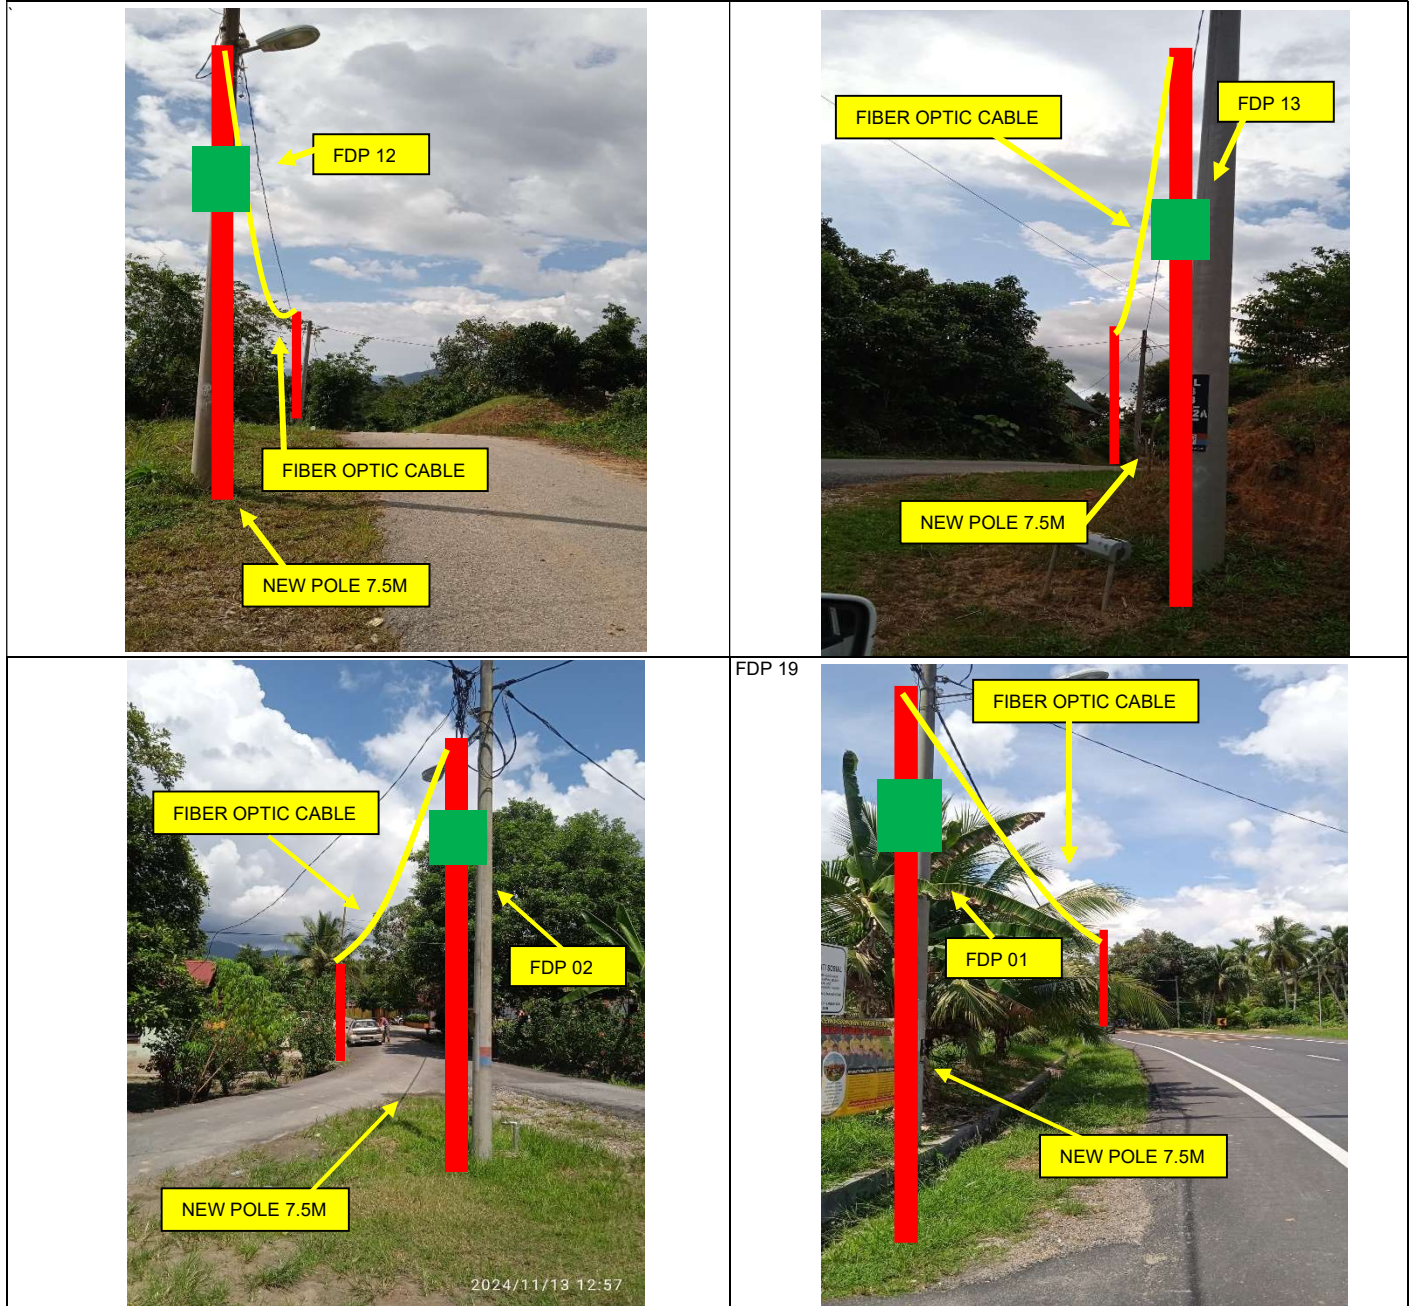 `
FDP 12
FIBER OPTIC CABLE
NEW POLE 7.5M
FIBER OPTIC CABLE
FDP 13
NEW POLE 7.5M
FIBER OPTIC CABLE
FDP 02
NEW POLE 7.5M
2024/11/13 12:57
FDP 19
FIBER OPTIC CABLE
FDP 01
NEW POLE 7.5M